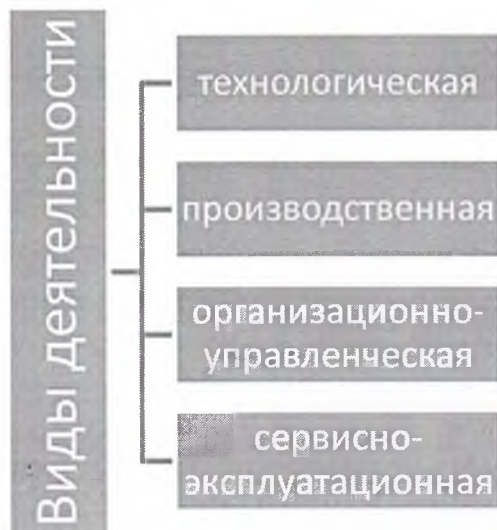 Виды деятельности
технологическая
производственная
организационно-
управленческая
сервисно-
эксплуатационная